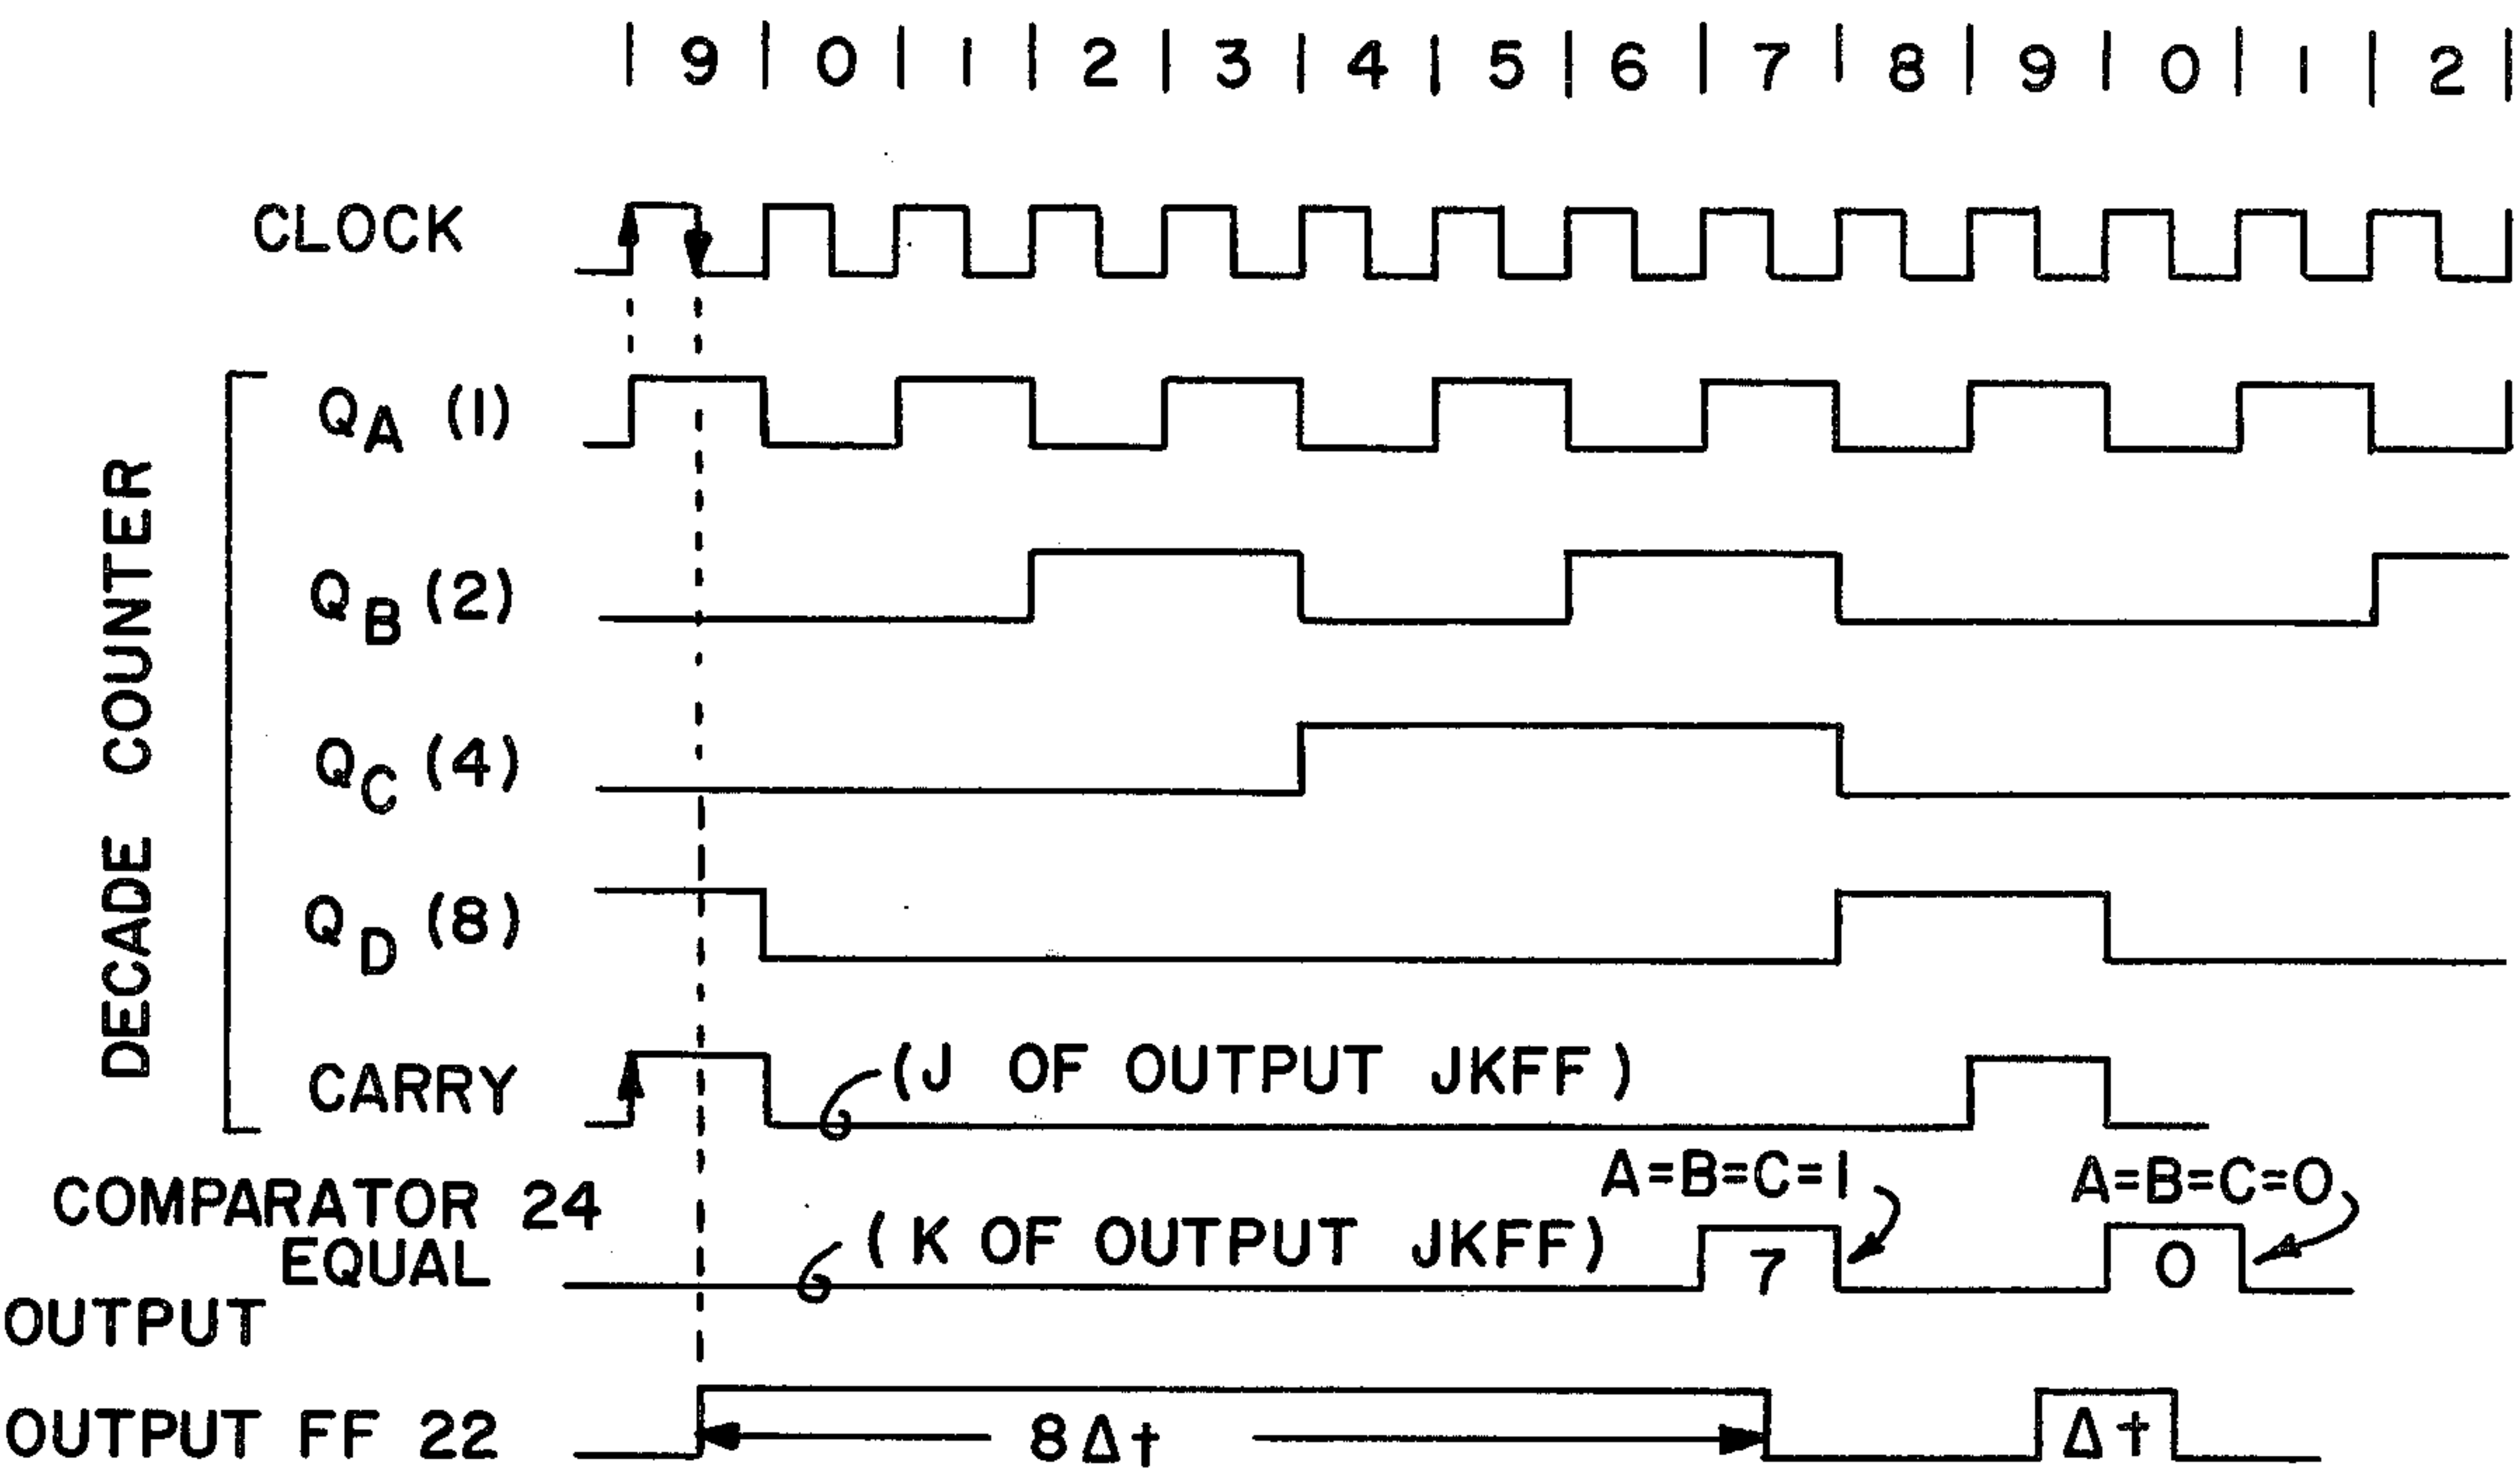 | 9 | 0 | 1 | 2 | 3 | 4 | 5 | 6 | 7 | 8 | 9 | 0 | 1 | 2 |
CLOCK
DECADE COUNTER
QA (1)
QB (2)
QC (4)
QD (8)
CARRY
(J OF OUTPUT JKFF)
A=B=C=1
A=B=C=0
COMPARATOR 24
EQUAL
OUTPUT
(K OF OUTPUT JKFF)
7
0
OUTPUT FF 22
8Δt
Δt